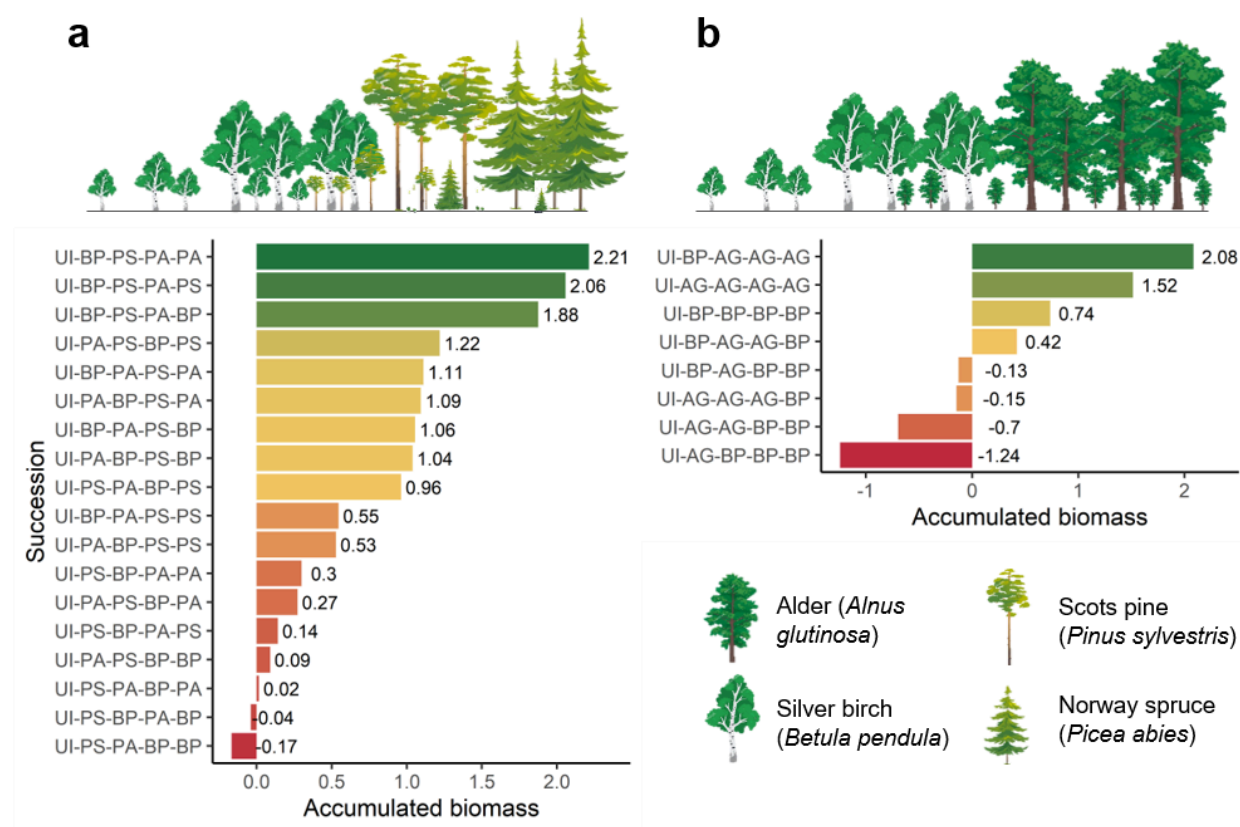 a
b
UI-BP-PS-PA-PA
2.21
UI-BP-PS-PA-PS
2.06
UI-BP-PS-PA-BP
1.88
UI-PA-PS-BP-PS
1.22
UI-BP-PA-PS-PA
1.11
UI-PA-BP-PS-PA
1.09
UI-BP-PA-PS-BP
1.06
UI-PA-BP-PS-BP
1.04
UI-PS-PA-BP-PS
0.96
UI-BP-PA-PS-PS
0.55
UI-PA-BP-PS-PS
0.53
UI-PS-BP-PA-PA
0.3
UI-PA-PS-BP-PA
0.27
UI-PS-BP-PA-PS
0.14
UI-PA-PS-BP-BP
0.09
UI-PS-PA-BP-PA
0.02
UI-PS-BP-PA-BP
-0.04
UI-PS-PA-BP-BP
-0.17
Succession
0.0 0.5 1.0 1.5 2.0
Accumulated biomass
UI-BP-AG-AG-AG
2.08
UI-AG-AG-AG-AG
1.52
UI-BP-BP-BP-BP
0.74
UI-BP-AG-AG-BP
0.42
UI-BP-AG-BP-BP
-0.13
UI-AG-AG-AG-BP
-0.15
UI-AG-AG-BP-BP
-0.7
UI-AG-BP-BP-BP
-1.24
-1 0 1 2
Accumulated biomass
Alder (Alnus
glutinosa)
Scots pine
(Pinus sylvestris)
Silver birch
(Betula pendula)
Norway spruce
(Picea abies)